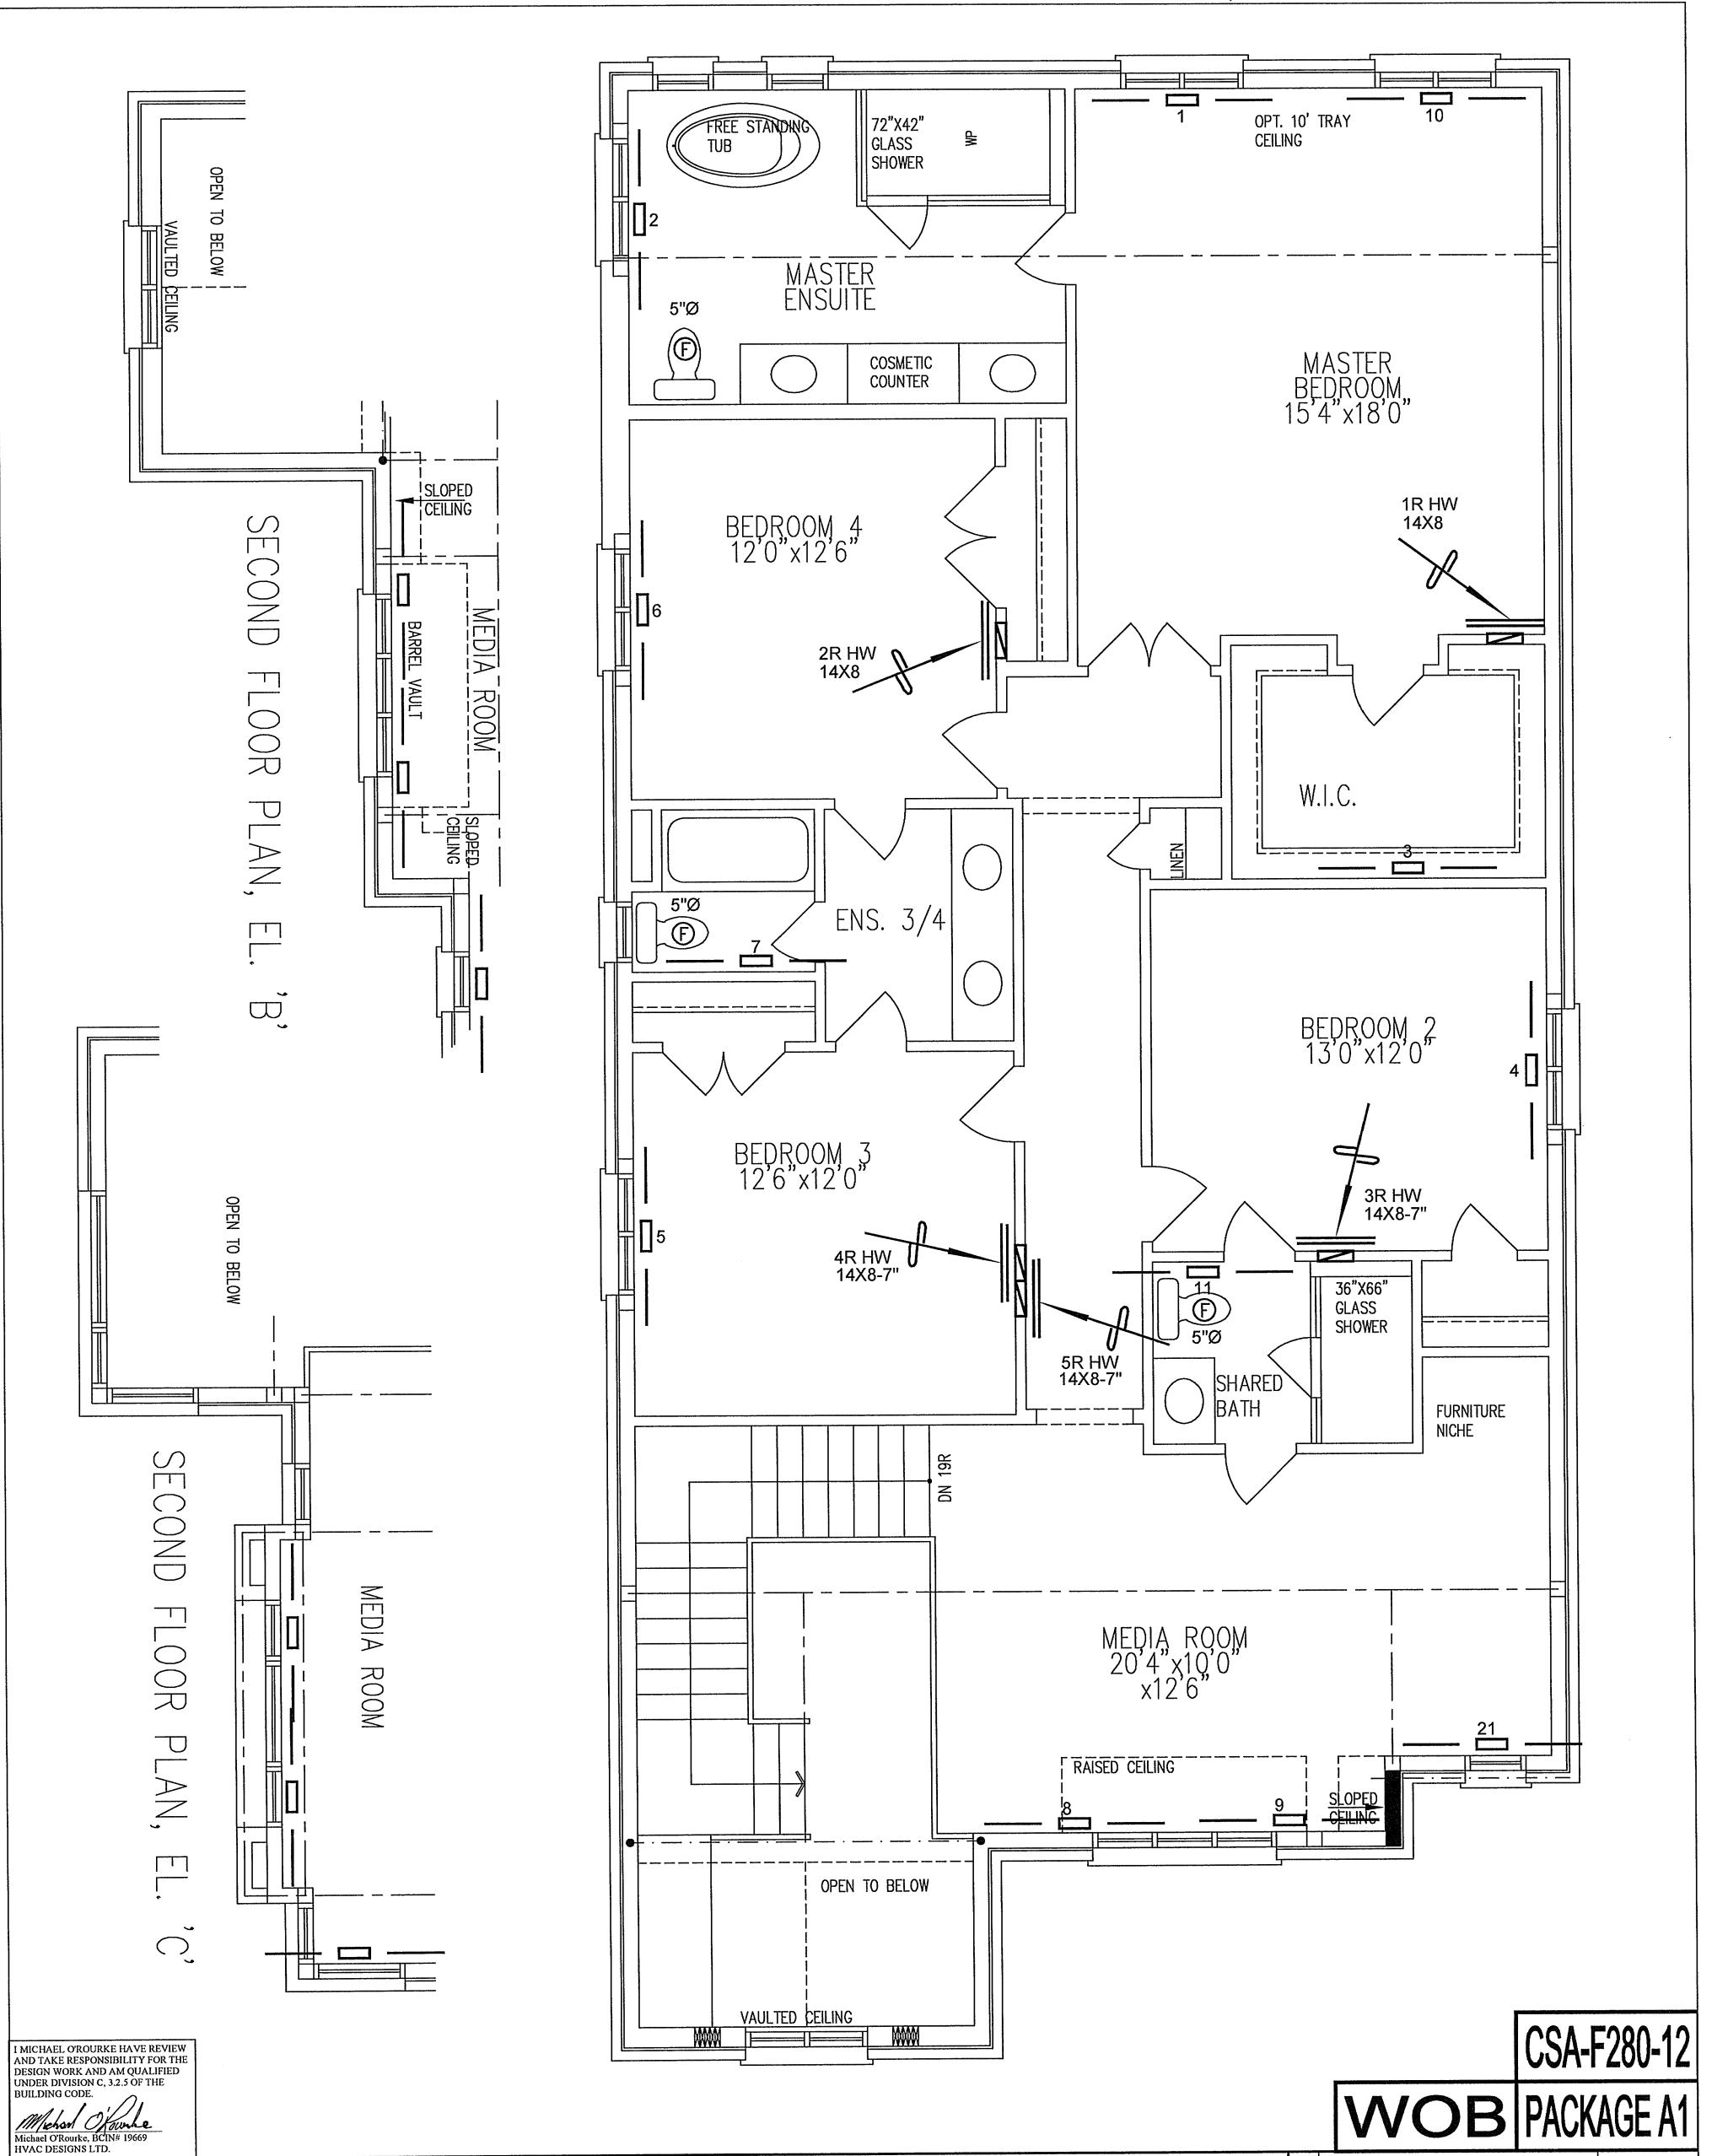 FREE STANDING
TUB
72"X42"
GLASS
SHOWER
WP
1
OPT. 10' TRAY
CEILING
10
2
MASTER
ENSUITE
5"Ø
F
COSMETIC
COUNTER
MASTER
BEDROOM
15'4"x18'0"
1R HW
14X8
BEDROOM 4
12'0"x12'6"
6
2R HW
14X8
W.I.C.
3
LINEN
5"Ø
F
7
ENS. 3/4
BEDROOM 2
13'0"x12'0"
4
BEDROOM 3
12'6"x12'0"
5
4R HW
14X8-7"
3R HW
14X8-7"
5R HW
14X8-7"
11
F
5"Ø
36"X66"
GLASS
SHOWER
SHARED
BATH
FURNITURE
NICHE
DN 19R
MEDIA ROOM
20'4"x10'0"
x12'6"
21
RAISED CEILING
8
9
SLOPED
CEILING
OPEN TO BELOW
VAULTED CEILING
OPEN TO BELOW
VAULTED CEILING
SLOPED
CEILING
MEDIA ROOM
BARREL VAULT
SLOPED
CEILING
SECOND FLOOR PLAN, EL. 'B'
OPEN TO BELOW
MEDIA ROOM
SECOND FLOOR PLAN, EL. 'C'
I MICHAEL O'ROURKE HAVE REVIEW
AND TAKE RESPONSIBILITY FOR THE
DESIGN WORK AND AM QUALIFIED
UNDER DIVISION C, 3.2.5 OF THE
BUILDING CODE.
Michael O'Rourke
Michael O'Rourke, BCIN# 19669
HVAC DESIGNS LTD.
CSA-F280-12
WOB
PACKAGE A1